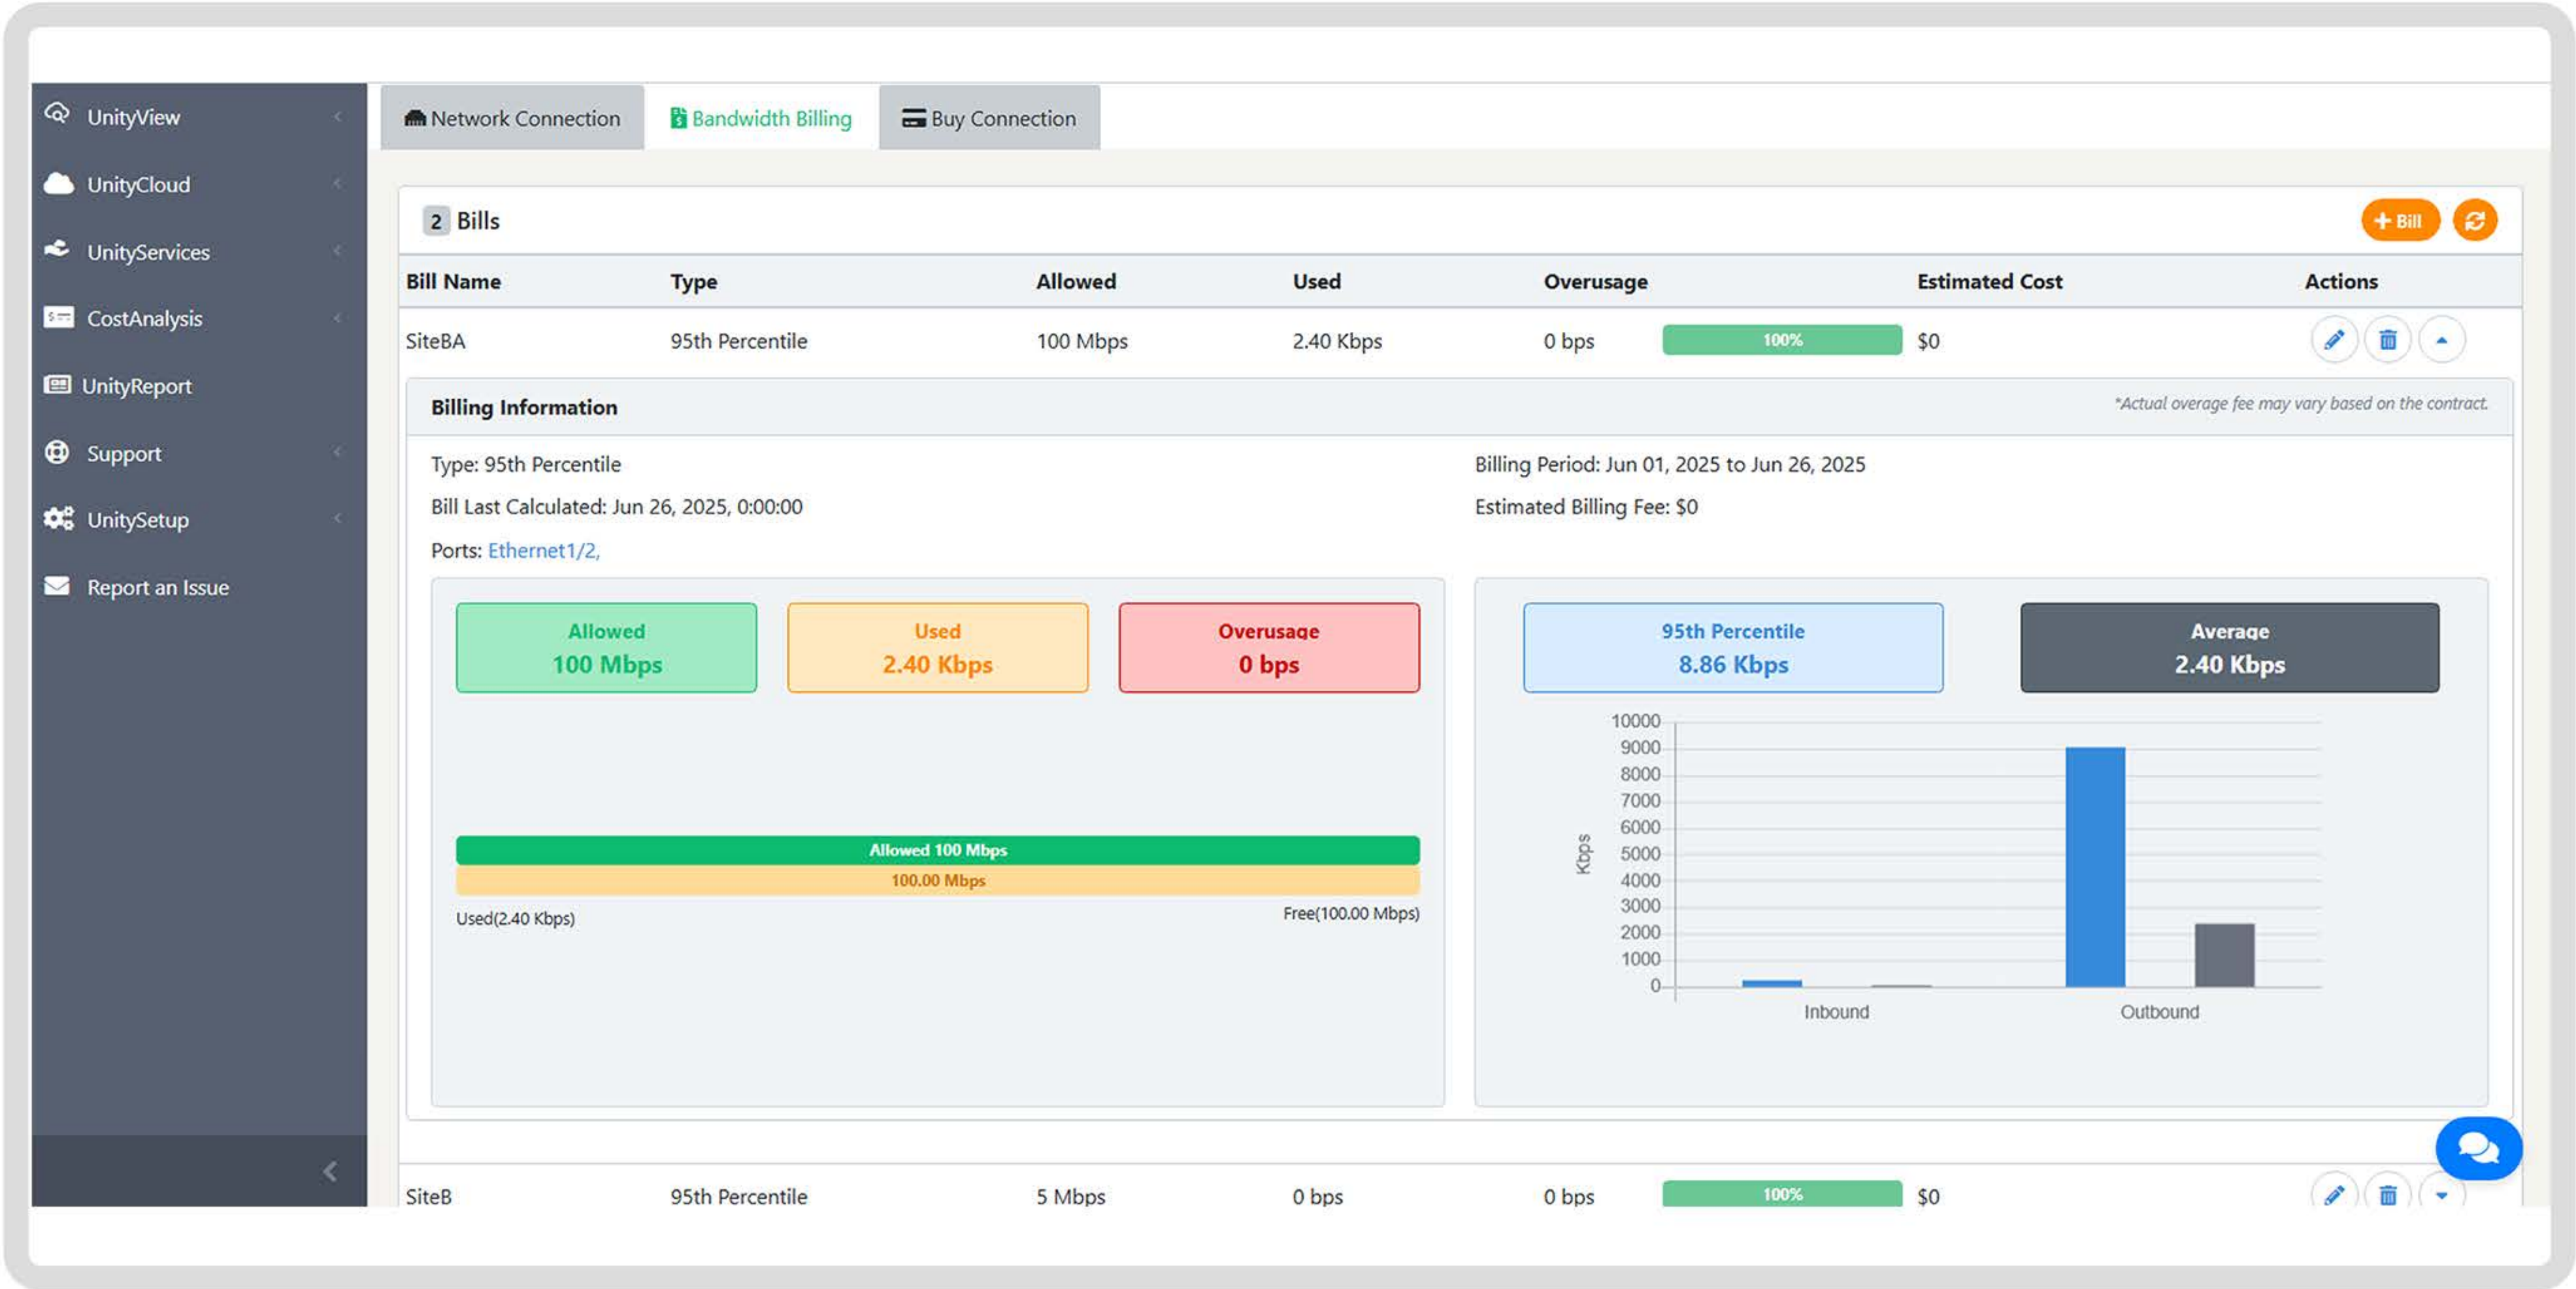 UnityView
UnityCloud
UnityServices
CostAnalysis
UnityReport
Support
UnitySetup
Report an Issue
Network Connection Bandwidth Billing Buy Connection
2 Bills + Bill
Bill Name Type Allowed Used Overusage Estimated Cost Actions
SiteBA 95th Percentile 100 Mbps 2.40 Kbps 0 bps 100% $0
Billing Information *Actual overage fee may vary based on the contract.
Type: 95th Percentile Billing Period: Jun 01, 2025 to Jun 26, 2025
Bill Last Calculated: Jun 26, 2025, 0:00:00 Estimated Billing Fee: $0
Ports: Ethernet1/2,
Allowed Used Overusage 95th Percentile Average
100 Mbps 2.40 Kbps 0 bps 8.86 Kbps 2.40 Kbps
Allowed 100 Mbps
100.00 Mbps
Used(2.40 Kbps) Free(100.00 Mbps)
10000
9000
8000
7000
6000
5000
4000
3000
2000
1000
0
Kbps
Inbound Outbound
SiteB 95th Percentile 5 Mbps 0 bps 0 bps 100% $0